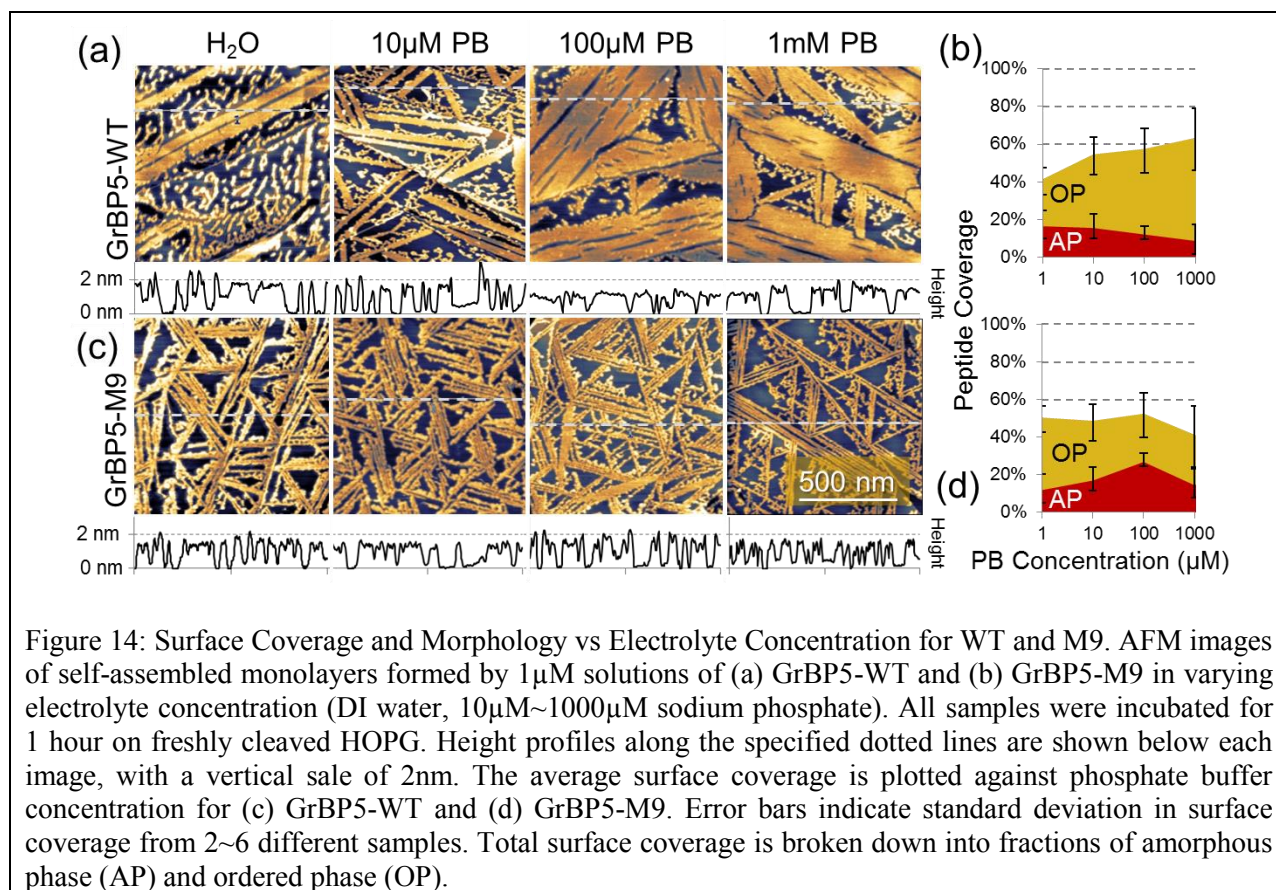 (a)
H₂O
10µM PB
100µM PB
1mM PB
(b)
GrBP5-WT
2 nm
0 nm
Height
100%
80%
60%
40%
20%
0%
OP
AP
1
10
100
1000
Peptide Coverage
(c)
GrBP5-M9
500 nm
2 nm
0 nm
Height
(d)
100%
80%
60%
40%
20%
0%
OP
AP
1
10
100
1000
PB Concentration (µM)
Figure 14: Surface Coverage and Morphology vs Electrolyte Concentration for WT and M9. AFM images
of self-assembled monolayers formed by 1µM solutions of (a) GrBP5-WT and (b) GrBP5-M9 in varying
electrolyte concentration (DI water, 10µM~1000µM sodium phosphate). All samples were incubated for
1 hour on freshly cleaved HOPG. Height profiles along the specified dotted lines are shown below each
image, with a vertical sale of 2nm. The average surface coverage is plotted against phosphate buffer
concentration for (c) GrBP5-WT and (d) GrBP5-M9. Error bars indicate standard deviation in surface
coverage from 2~6 different samples. Total surface coverage is broken down into fractions of amorphous
phase (AP) and ordered phase (OP).